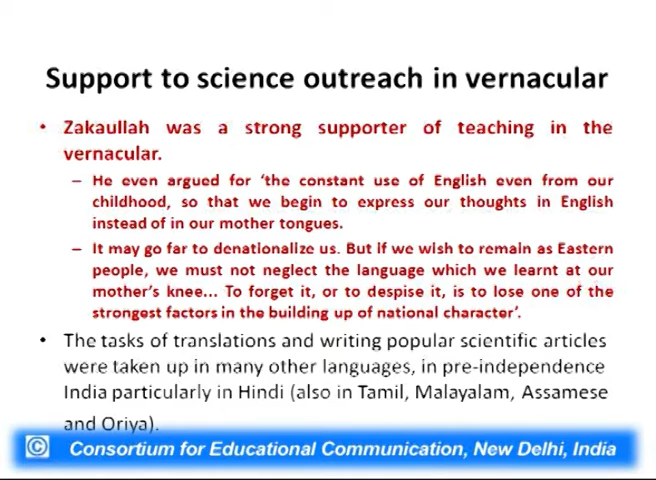 Support to science outreach in vernacular
• Zakaullah was a strong supporter of teaching in the
vernacular.
– He even argued for ‘the constant use of English even from our
childhood, so that we begin to express our thoughts in English
instead of in our mother tongues.
– It may go far to denationalize us. But if we wish to remain as Eastern
people, we must not neglect the language which we learnt at our
mother’s knee... To forget it, or to despise it, is to lose one of the
strongest factors in the building up of national character’.
• The tasks of translations and writing popular scientific articles
were taken up in many other languages, in pre-independence
India particularly in Hindi (also in Tamil, Malayalam, Assamese
and Oriya).
© Consortium for Educational Communication, New Delhi, India